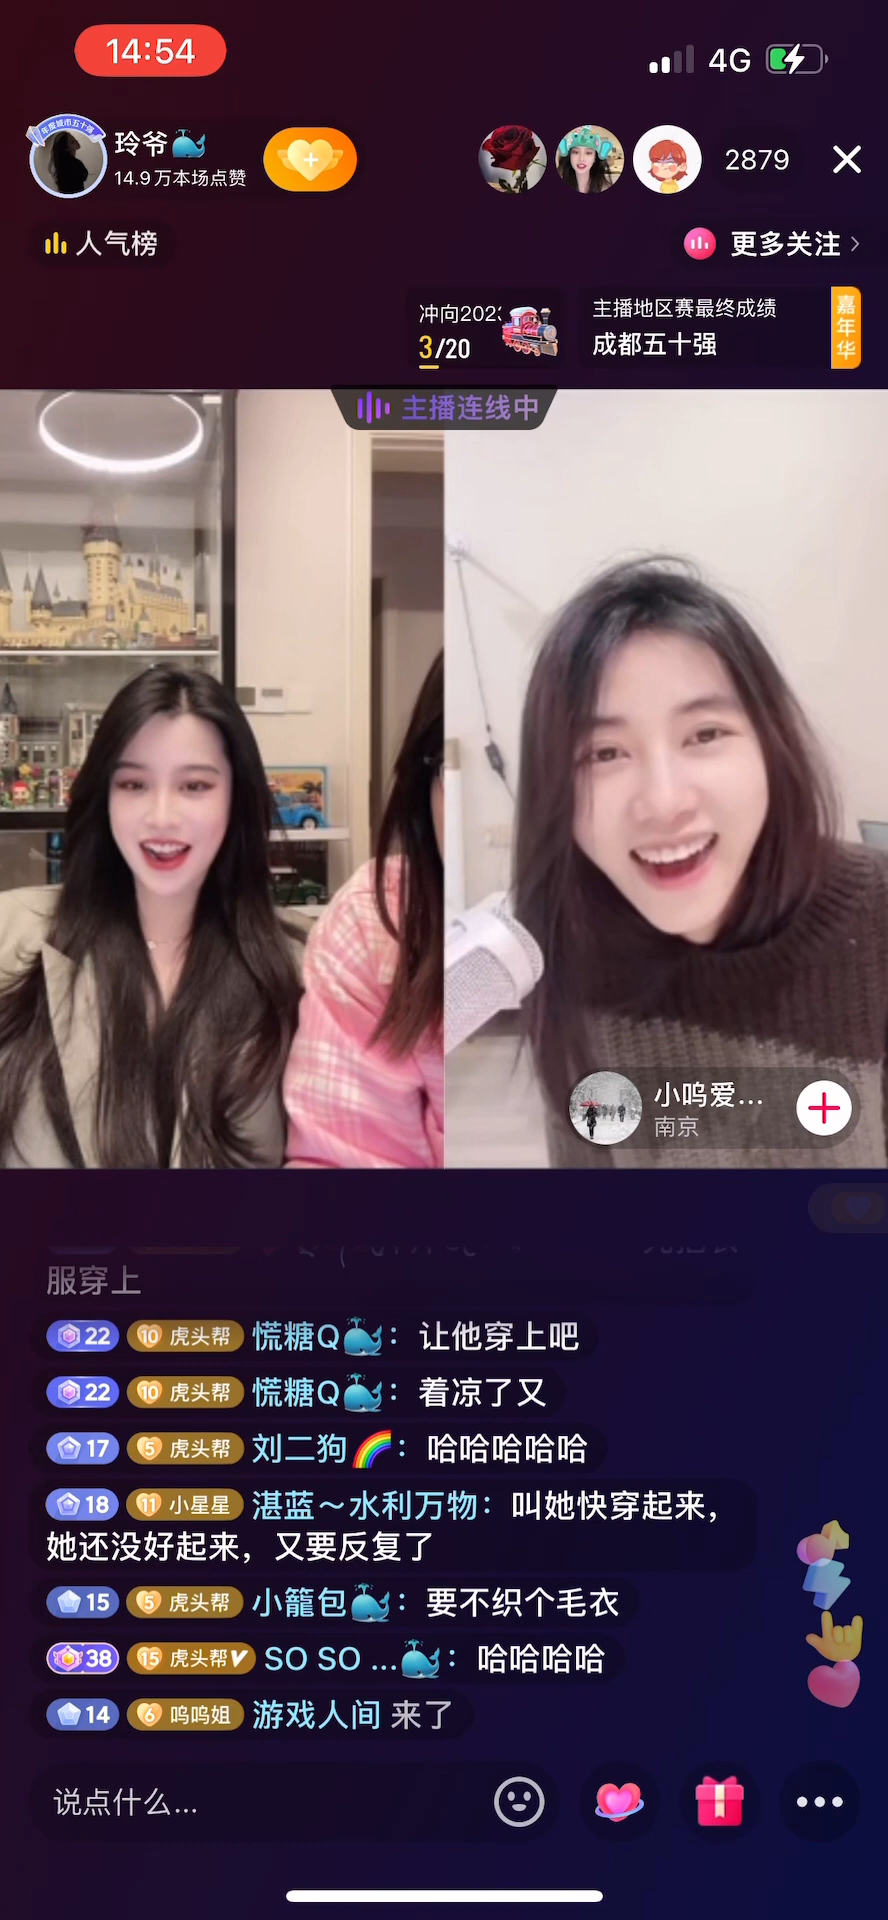 14:54
4G
年度城市五十强
玲爷
14.9万本场点赞
2879
人气榜
更多关注
冲向202
3/20
主播地区赛最终成绩
成都五十强
嘉年华
主播连线中
小呜爱...
南京
服穿上
22 10 虎头帮 慌糖Q：让他穿上吧
22 10 虎头帮 慌糖Q：着凉了又
17 5 虎头帮 刘二狗🌈：哈哈哈哈哈
18 11 小星星 湛蓝～水利万物：叫她快穿起来，
她还没好起来，又要反复了
15 5 虎头帮 小籠包🐳：要不织个毛衣
38 15 虎头帮 SO SO ...🐳：哈哈哈哈
14 6 呜呜姐 游戏人间 来了
说点什么...